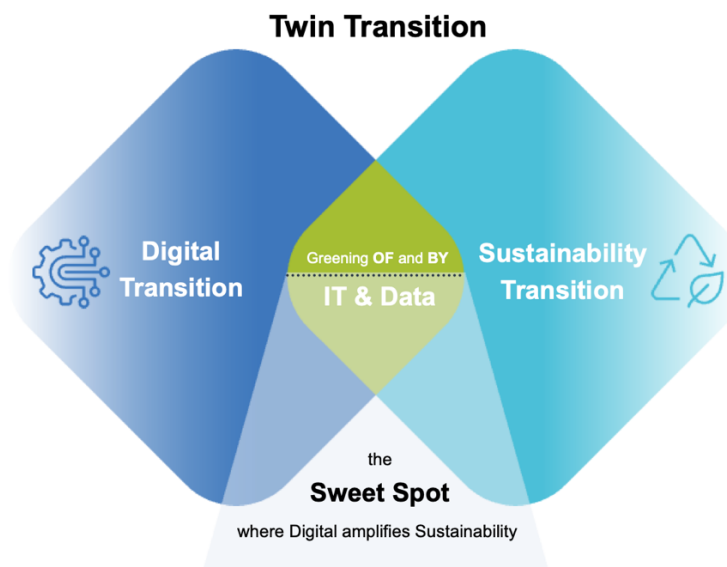 Twin Transition
Digital
Transition
Greening OF and BY
IT & Data
Sustainability
Transition
the
Sweet Spot
where Digital amplifies Sustainability